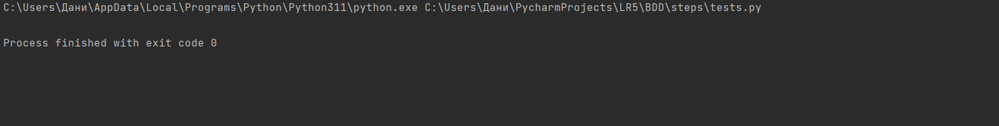 C:\Users\Дани\AppData\Local\Programs\Python\Python311\python.exe C:\Users\Дани\PycharmProjects\LR5\BDD\steps\tests.py
Process finished with exit code 0